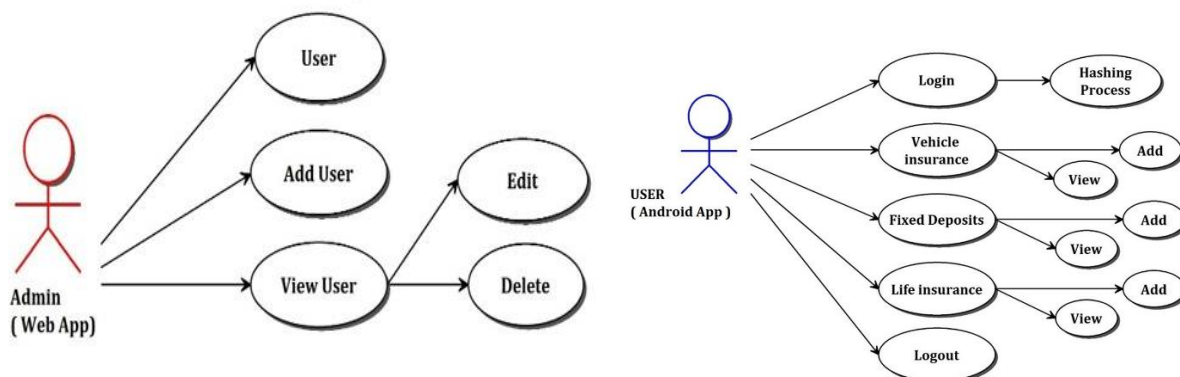 User
Add User
Edit
View User
Delete
Admin
( Web App)
Login
Hashing
Process
Vehicle
insurance
Add
View
USER
( Android App )
Fixed Deposits
Add
View
Life insurance
Add
View
Logout